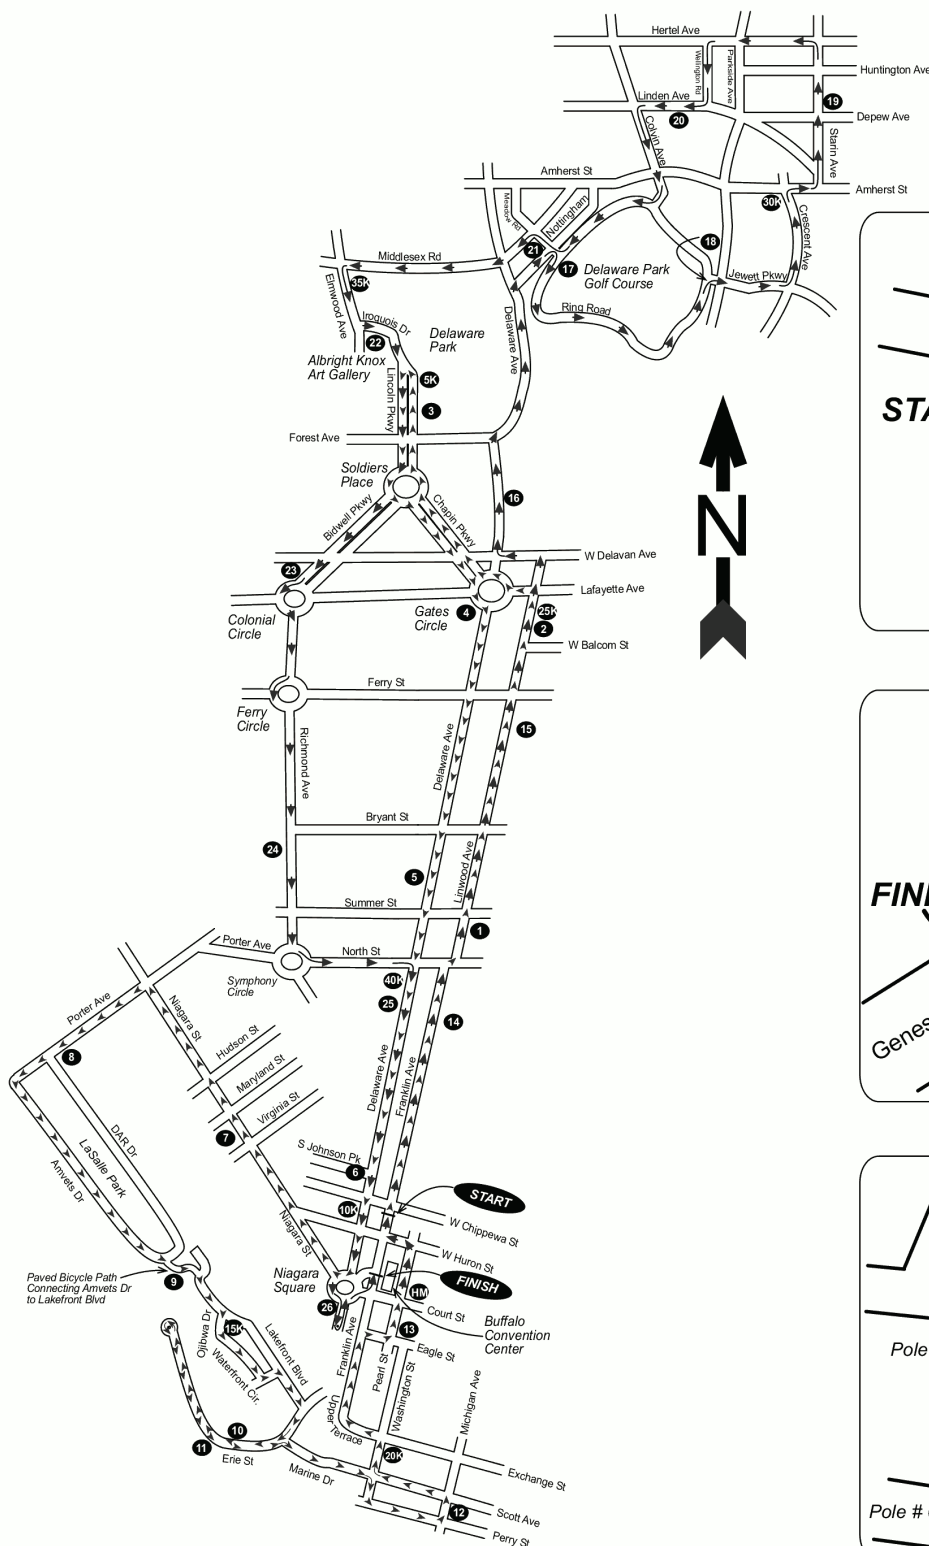 Hertel Ave
Wellington Rd
Parkside Ave
Huntington Ave
Linden Ave
19
20
Depew Ave
Colvin Ave
Starin Ave
Amherst St
Amherst St
30K
Meadow Rd
Nottingham
Crescent Ave
21
18
17
Middlesex Rd
Delaware Park
Golf Course
Jewett Pkwy
35K
Elmwood Ave
Ring Road
Iroquois Dr
22
Delaware
Park
Delaware Ave
Albright Knox
Art Gallery
5K
Lincoln Pkwy
3
STA
Forest Ave
Soldiers
Place
16
Bidwell Pkwy
Chapin Pkwy
N
W Delavan Ave
23
Lafayette Ave
Colonial
Circle
Gates
Circle
4
25K
2
W Balcom St
Ferry St
Ferry
Circle
15
Richmond Ave
Delaware Ave
Bryant St
24
5
Linwood Ave
FIN
Summer St
1
Porter Ave
North St
Symphony
Circle
40K
25
14
Porter Ave
Niagara St
Hudson St
Genes
8
Maryland St
Delaware Ave
Franklin Ave
Virginia St
7
DAR Dr
LaSalle Park
Amvets Dr
S Johnson Pk
6
START
10K
W Chippewa St
Niagara St
W Huron St
Niagara
Square
FINISH
Paved Bicycle Path
Connecting Amvets Dr
to Lakefront Blvd
9
HM
26
Court St
Buffalo
Convention
Center
13
15K
Ojibwa Dr
Lakefront Blvd
Franklin Ave
Pearl St
Eagle St
Pole
Waterfront Cir.
Washington St
Michigan Ave
Upper Terrace
10
11
Erie St
20K
Marine Dr
Exchange St
12
Scott Ave
Pole #
Perry St